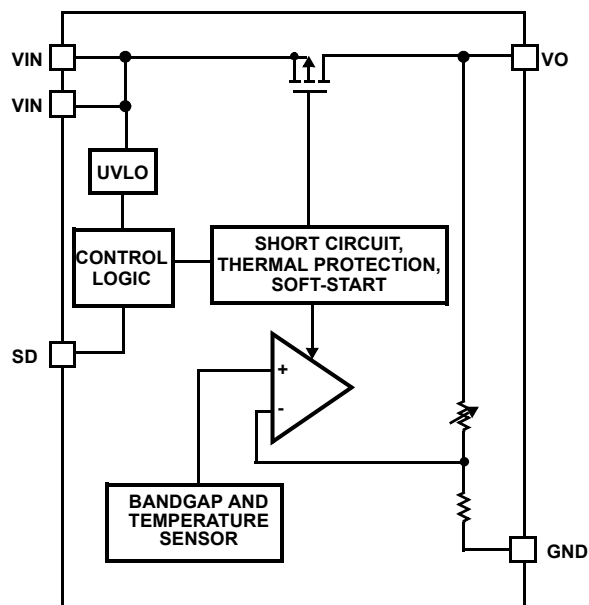 VIN
VO
VIN
UVLO
CONTROL
LOGIC
SHORT CIRCUIT,
THERMAL PROTECTION,
SOFT-START
SD
+
-
BANDGAP AND
TEMPERATURE
SENSOR
GND